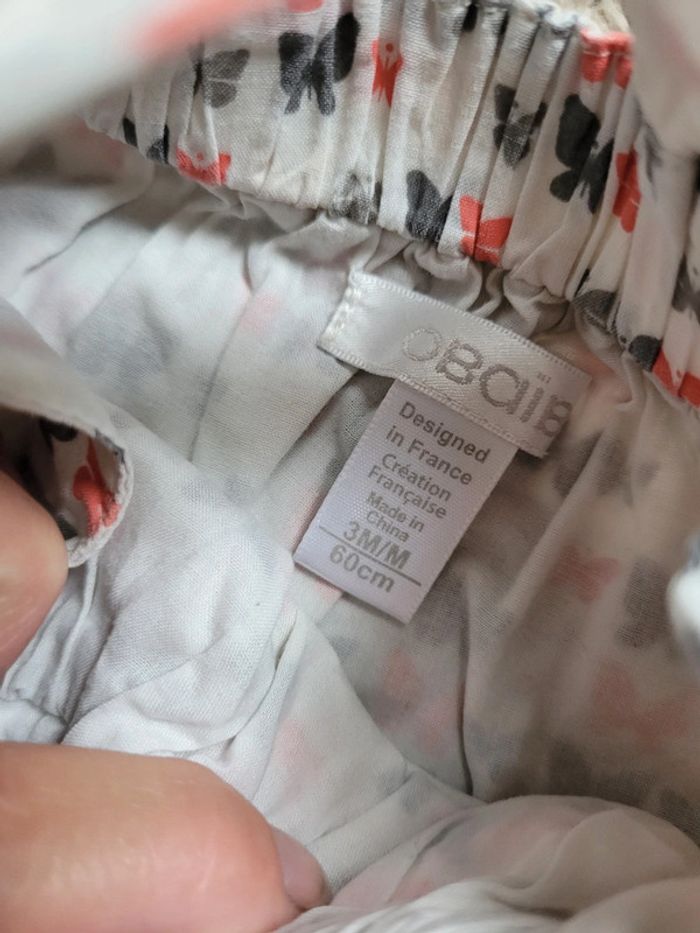 OBaïBi
Designed
in France
Création
Française
Made in
China
3M/M
60cm